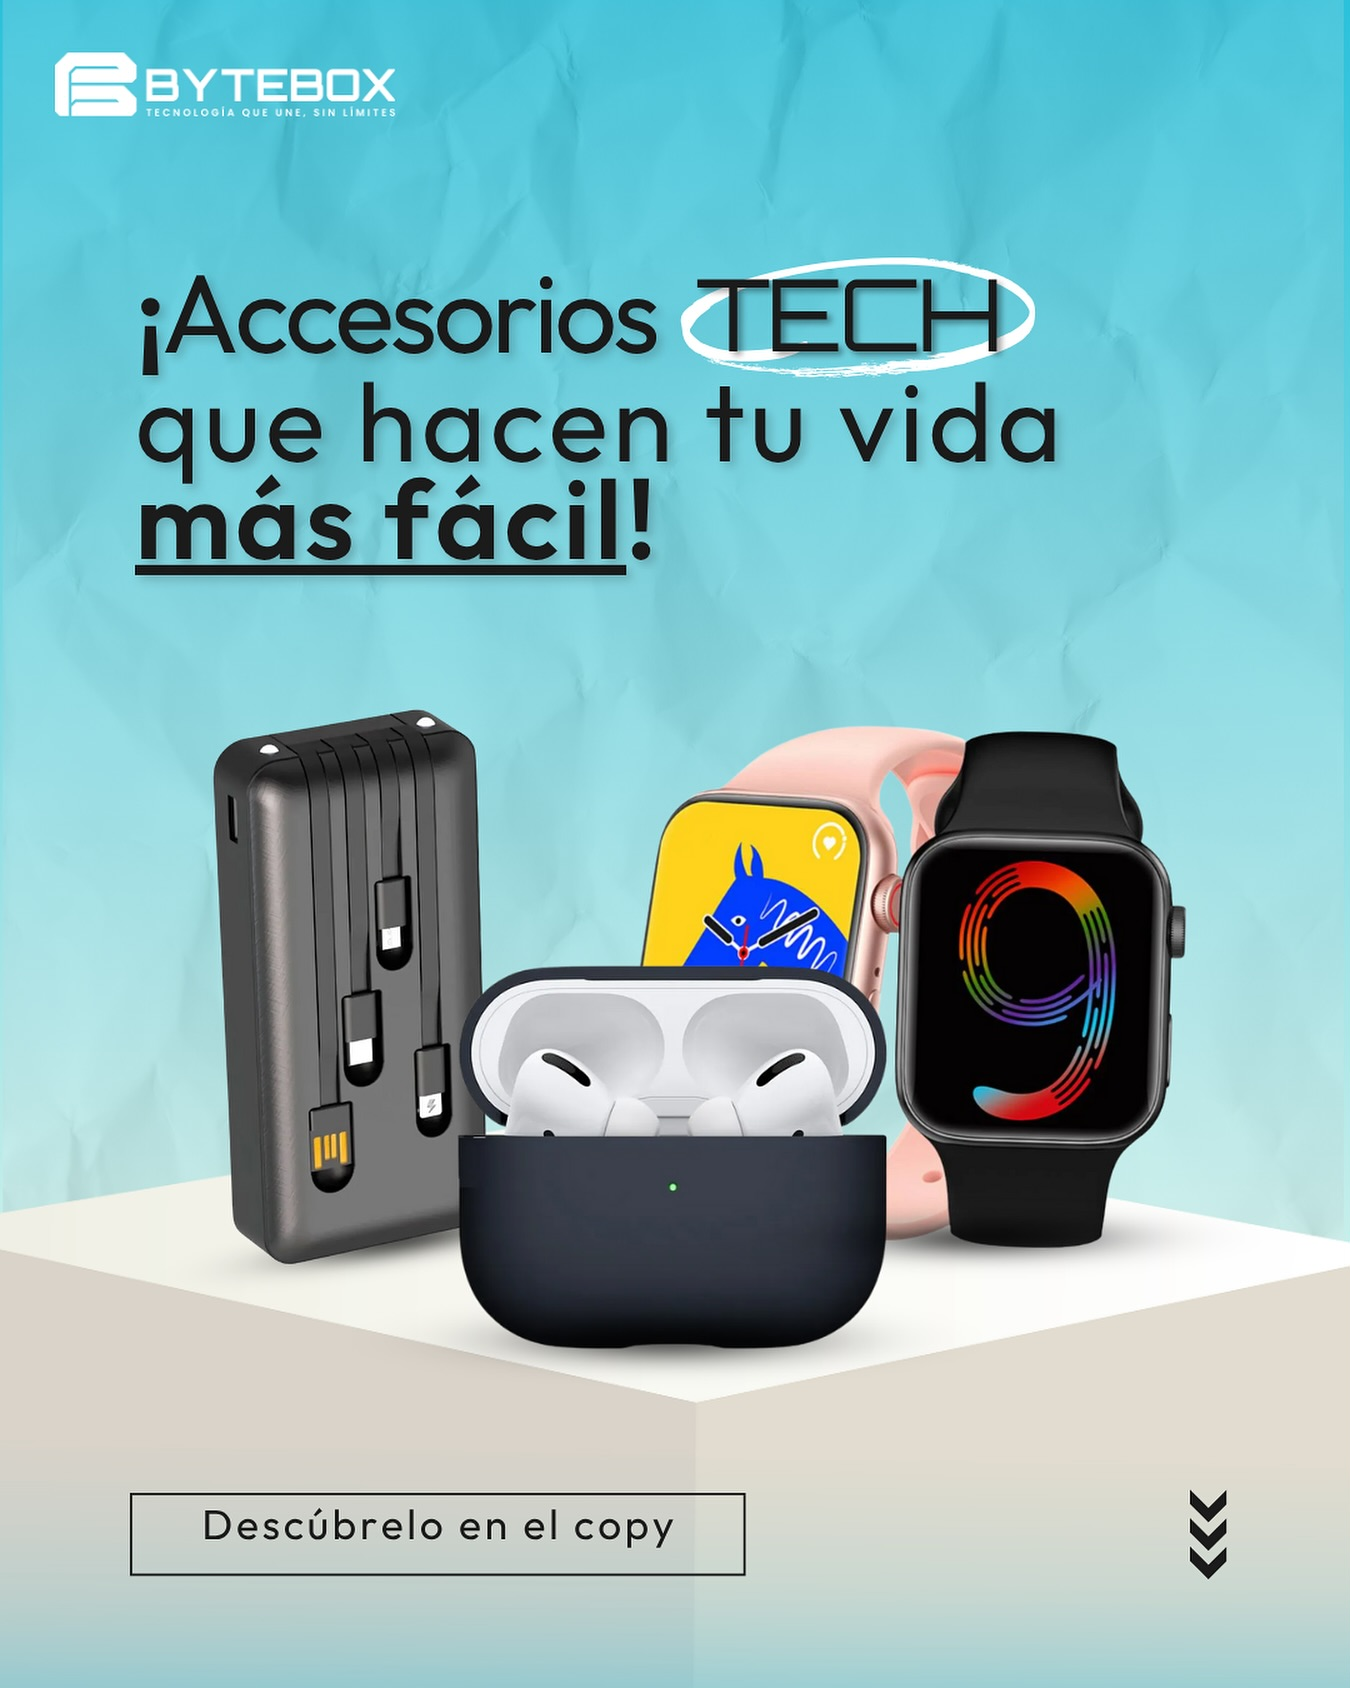 BYTEBOX
TECNOLOGÍA QUE UNE, SIN LÍMITES
¡Accesorios TECH
que hacen tu vida
más fácil!
9
Descúbrelo en el copy